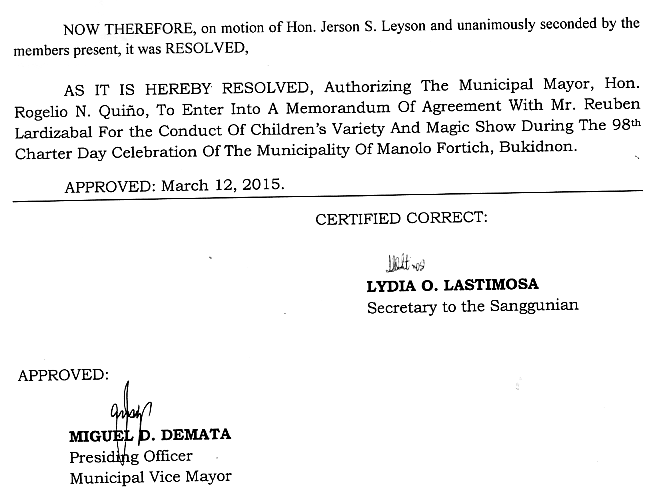 NOW THEREFORE, on motion of Hon. Jerson S. Leyson and unanimously seconded by the
members present, it was RESOLVED,
AS IT IS HEREBY RESOLVED, Authorizing The Municipal Mayor, Hon.
Rogelio N. Quiño, To Enter Into A Memorandum Of Agreement With Mr. Reuben
Lardizabal For the Conduct Of Children's Variety And Magic Show During The 98th
Charter Day Celebration Of The Municipality Of Manolo Fortich, Bukidnon.
APPROVED: March 12, 2015.
CERTIFIED CORRECT:
LYDIA O. LASTIMOSA
Secretary to the Sanggunian
APPROVED:
MIGUEL D. DEMATA
Presiding Officer
Municipal Vice Mayor